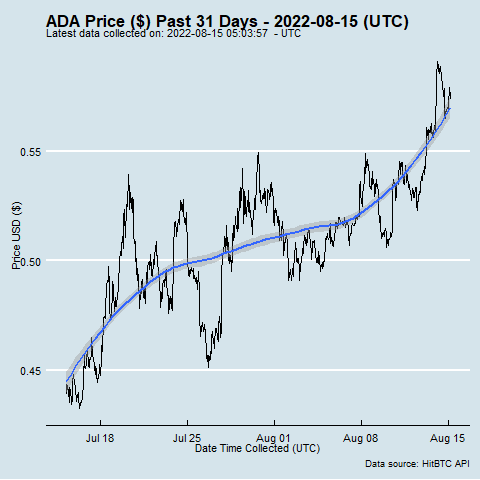 ADA Price ($) Past 31 Days - 2022-08-15 (UTC)
Latest data collected on: 2022-08-15 05:03:57  - UTC
Price USD ($)
0.55
0.50
0.45
Jul 18
Jul 25
Aug 01
Aug 08
Aug 15
Date Time Collected (UTC)
Data source: HitBTC API